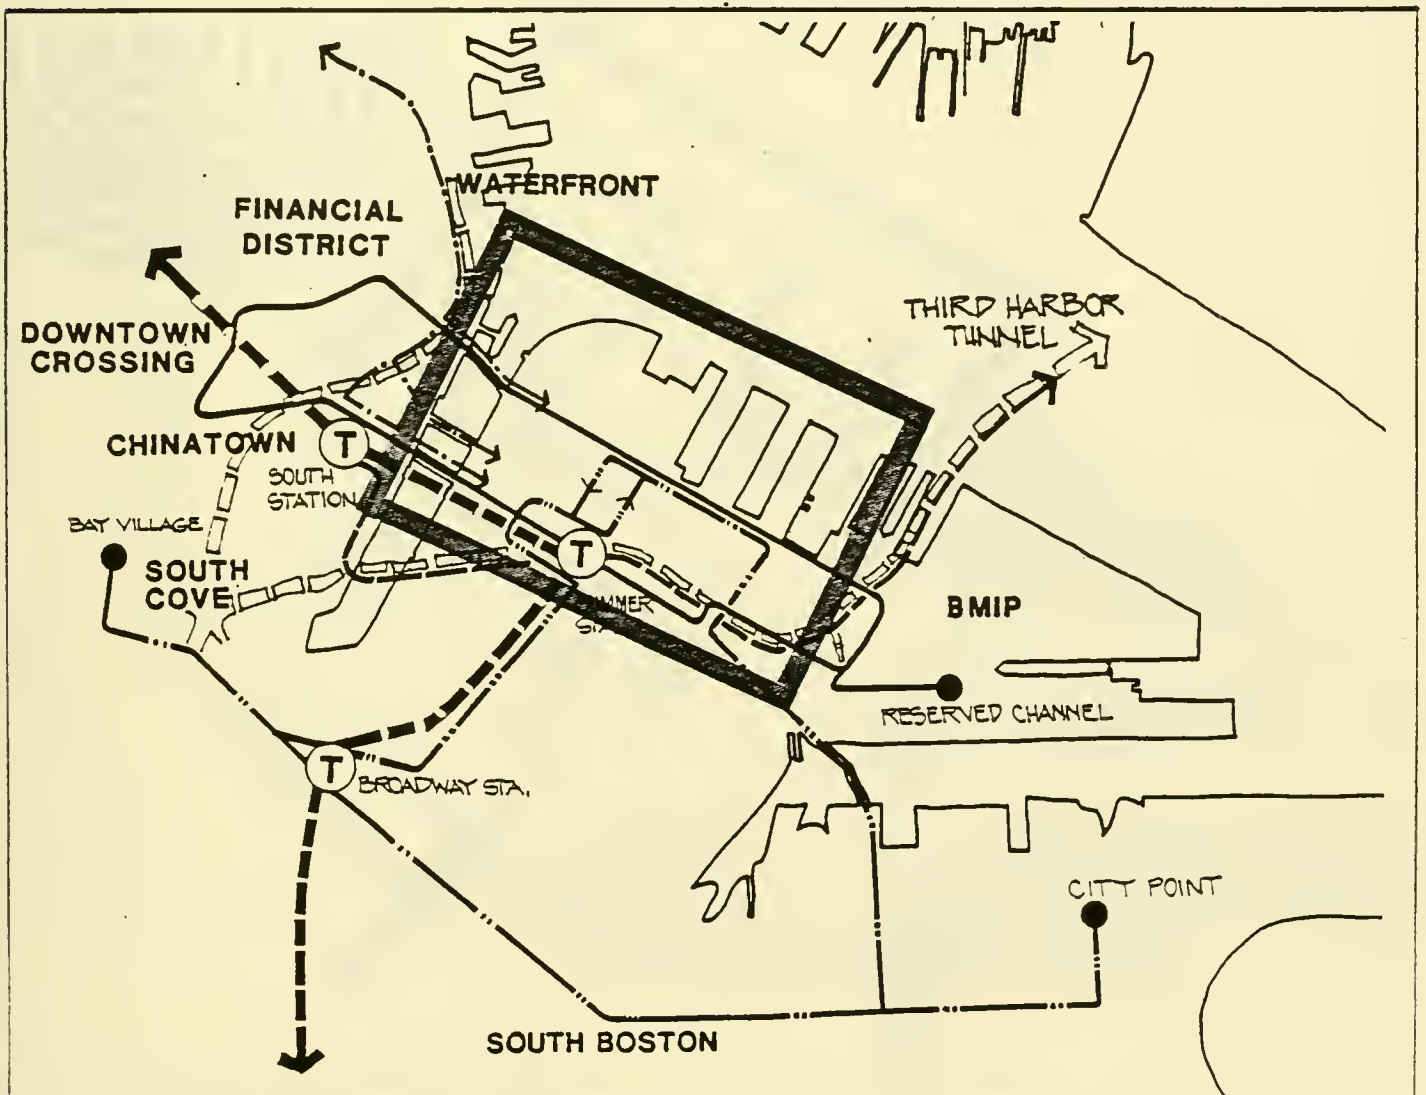 WATERFRONT
FINANCIAL
DISTRICT
THIRD HARBOR
TUNNEL
DOWNTOWN
CROSSING
CHINATOWN
T
SOUTH
STATION
BAY VILLAGE
T
SOUTH
COVE
BMIP
RESERVED CHANNEL
T
BROADWAY STA.
CITY POINT
SOUTH BOSTON